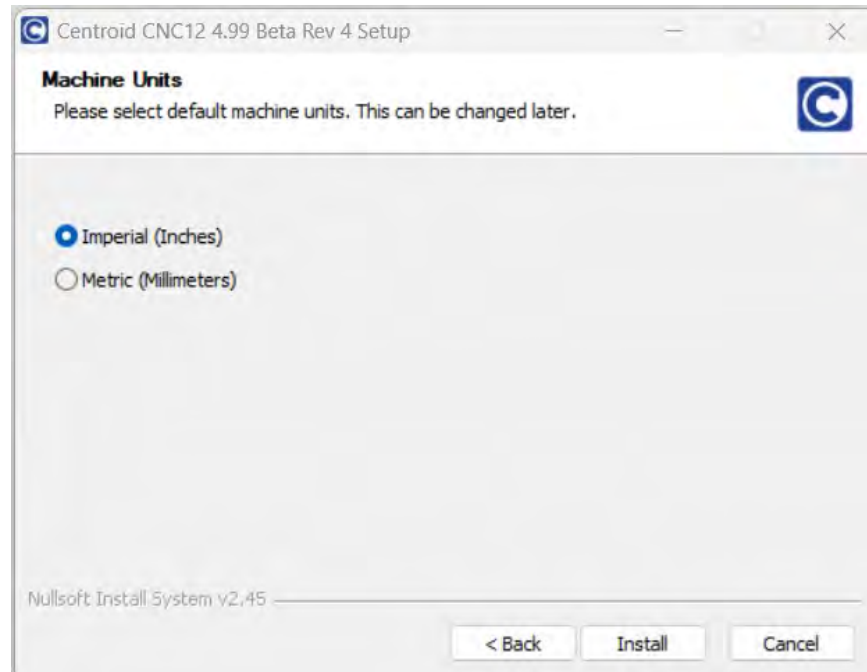 Centroid CNC12 4.99 Beta Rev 4 Setup
Machine Units
Please select default machine units. This can be changed later.
Imperial (Inches)
Metric (Millimeters)
Nullsoft Install System v2.45
< Back Install Cancel